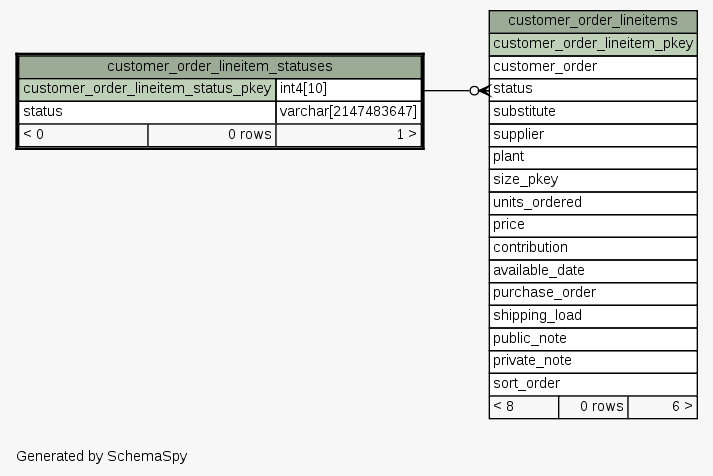 customer_order_lineitem_statuses
customer_order_lineitem_status_pkey int4[10]
status varchar[2147483647]
< 0 0 rows 1 >
customer_order_lineitems
customer_order_lineitem_pkey
customer_order
status
substitute
supplier
plant
size_pkey
units_ordered
price
contribution
available_date
purchase_order
shipping_load
public_note
private_note
sort_order
< 8 0 rows 6 >
Generated by SchemaSpy